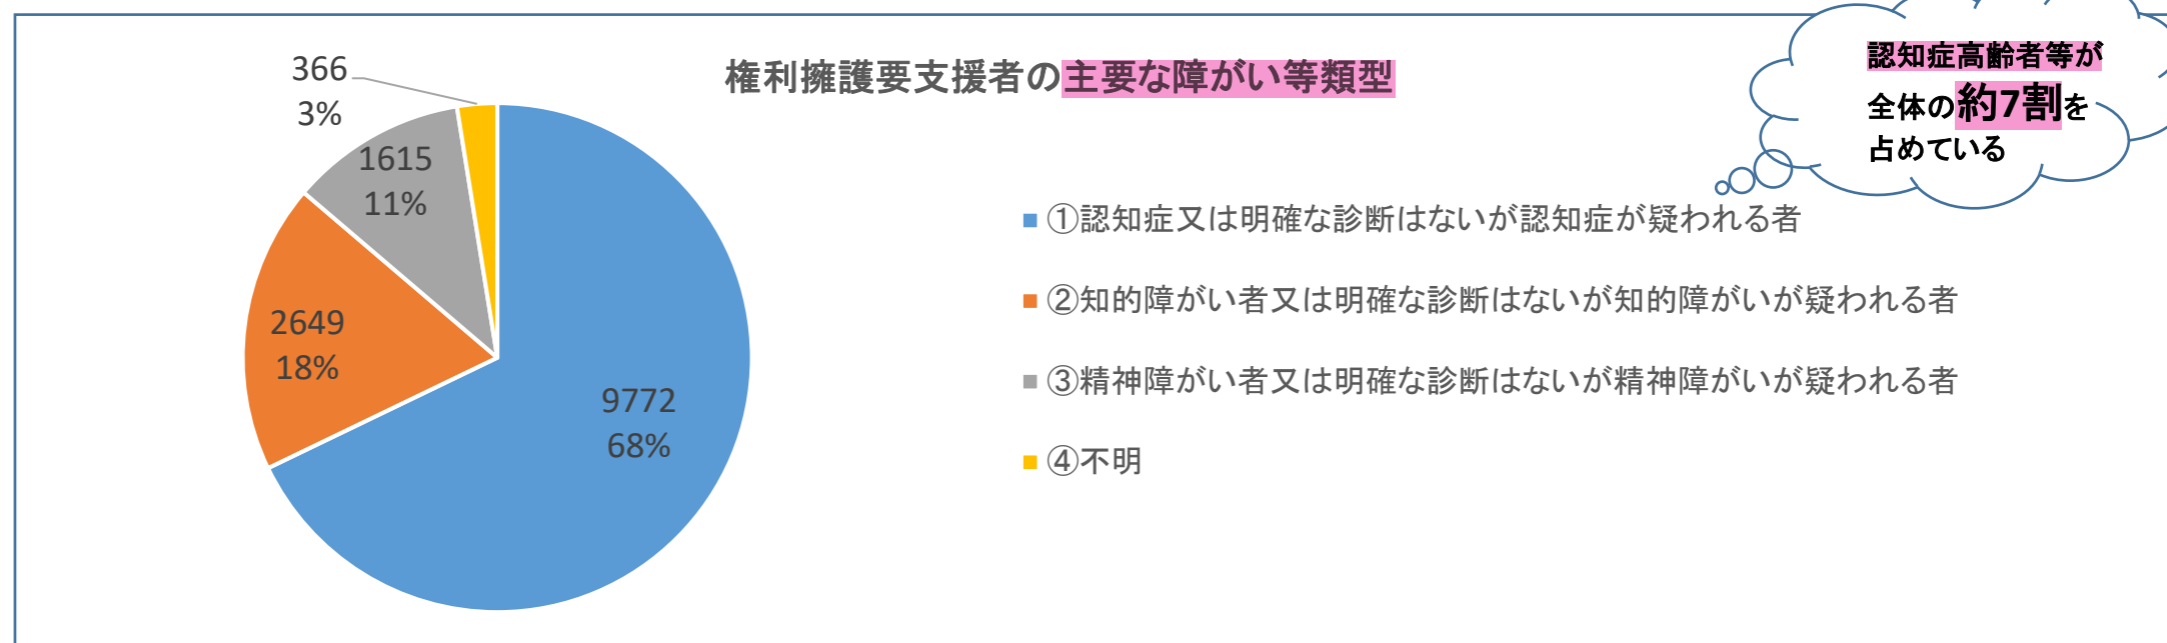 権利擁護要支援者の主要な障がい等類型
認知症高齢者等が
全体の約7割を
占めている
366
3%
1615
11%
2649
18%
9772
68%
①認知症又は明確な診断はないが認知症が疑われる者
②知的障がい者又は明確な診断はないが知的障がいが疑われる者
③精神障がい者又は明確な診断はないが精神障がいが疑われる者
④不明